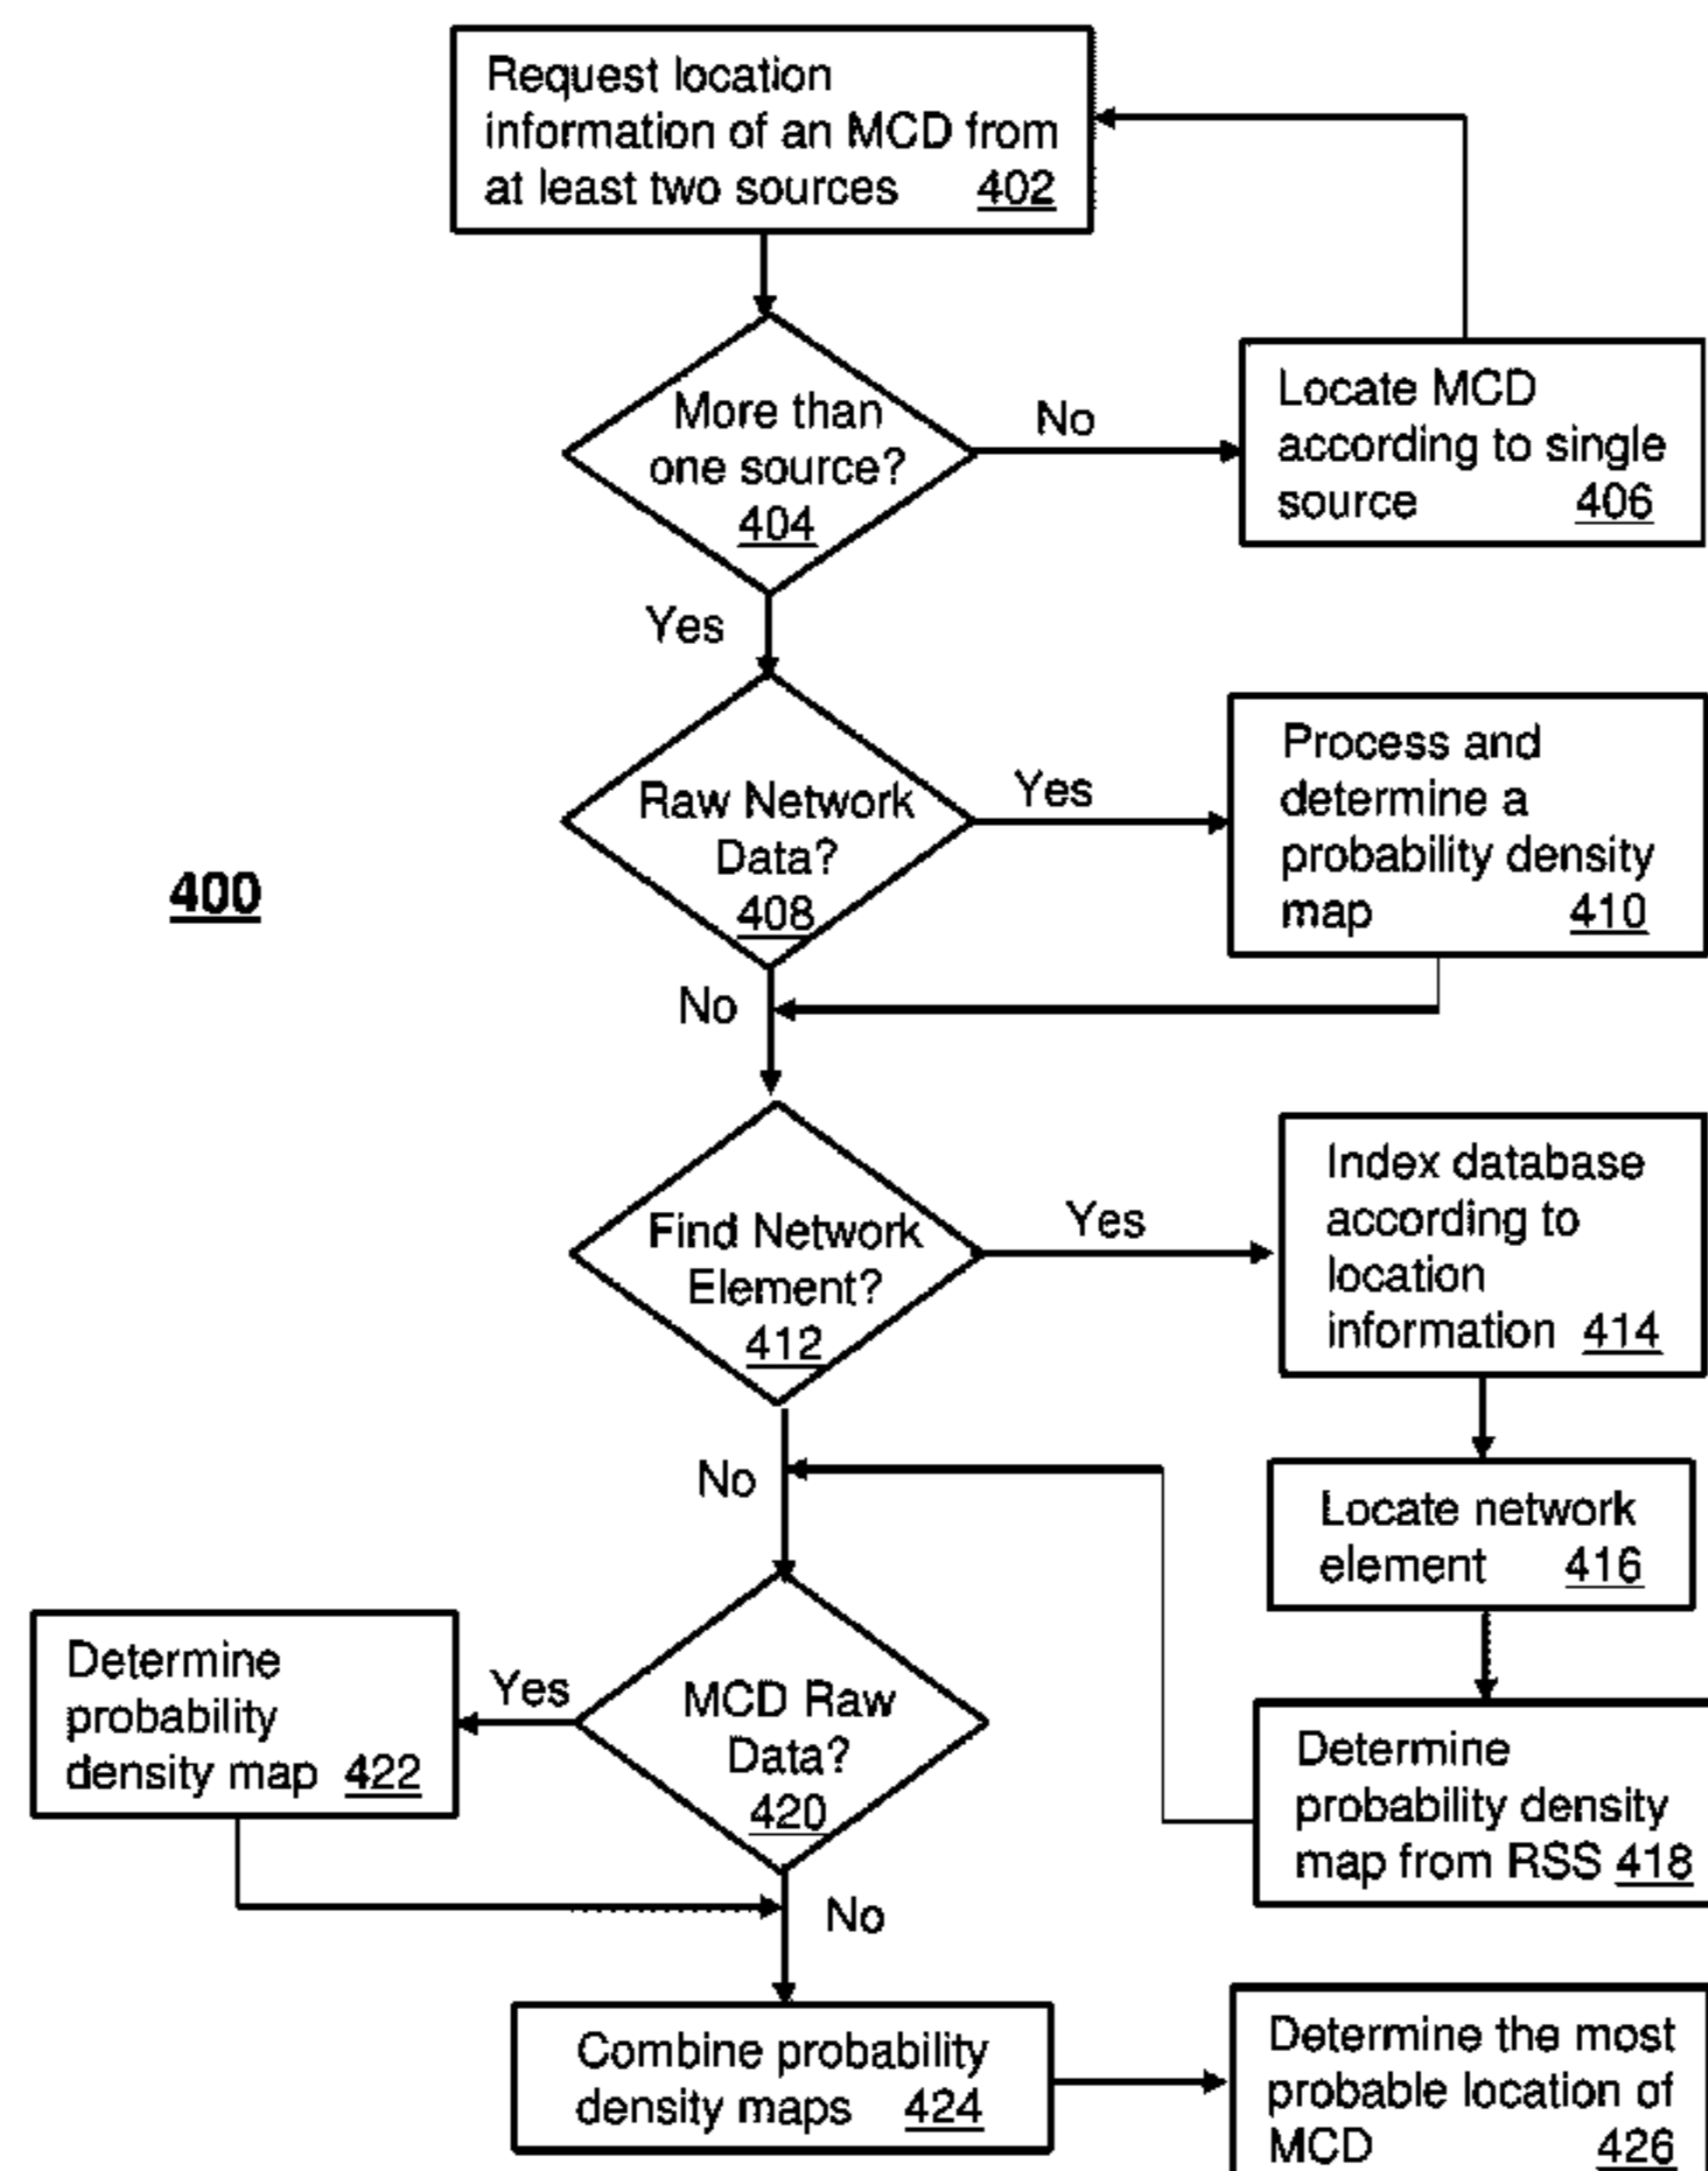 Request location
information of an MCD from
at least two sources 402
More than
one source?
404
No
Locate MCD
according to single
source 406
Yes
Raw Network
Data?
408
Yes
Process and
determine a
probability density
map 410
400
No
Find Network
Element?
412
Yes
Index database
according to
location
information 414
No
Locate network
element 416
Determine
probability
density map 422
Yes
MCD Raw
Data?
420
Determine
probability density
map from RSS 418
No
Combine probability
density maps 424
Determine the most
probable location of
MCD 426